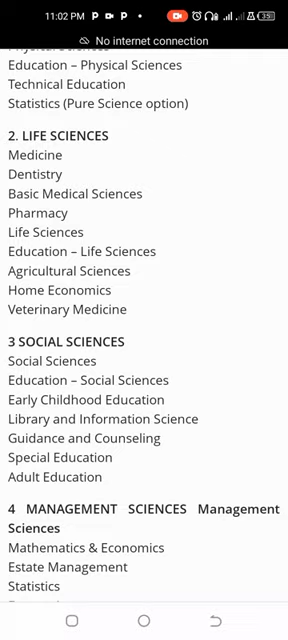 11:02 PM P P •
35
No internet connection
Physical Sciences
Education – Physical Sciences
Technical Education
Statistics (Pure Science option)
2. LIFE SCIENCES
Medicine
Dentistry
Basic Medical Sciences
Pharmacy
Life Sciences
Education – Life Sciences
Agricultural Sciences
Home Economics
Veterinary Medicine
3 SOCIAL SCIENCES
Social Sciences
Education – Social Sciences
Early Childhood Education
Library and Information Science
Guidance and Counseling
Special Education
Adult Education
4 MANAGEMENT SCIENCES Management
Sciences
Mathematics & Economics
Estate Management
Statistics